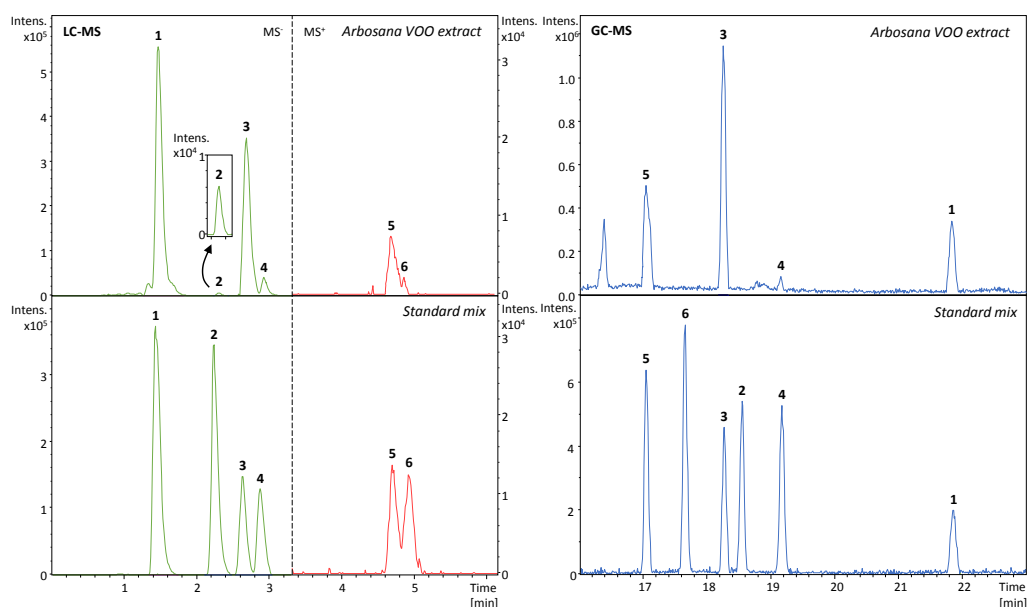 Intens.
x10⁵
LC-MS
MS⁻
MS⁺
Arbosana VOO extract
x10⁴
1
5
4
3
2
1
0
3
2
1
0
Intens.
x10⁴
1
0
2
2
3
4
5
6
Intens.
x10⁵
Standard mix
Intens.
x10⁴
3
2
1
0
3
2
1
0
1
2
3
4
5
6
1
2
3
4
5
Time
[min]
Intens.
x10⁶
GC-MS
Arbosana VOO extract
1.0
0.8
0.6
0.4
0.2
0.0
5
3
4
1
Intens.
x10⁵
Standard mix
6
4
2
0
5
6
3
2
4
1
17
18
19
20
21
22
Time
[min]